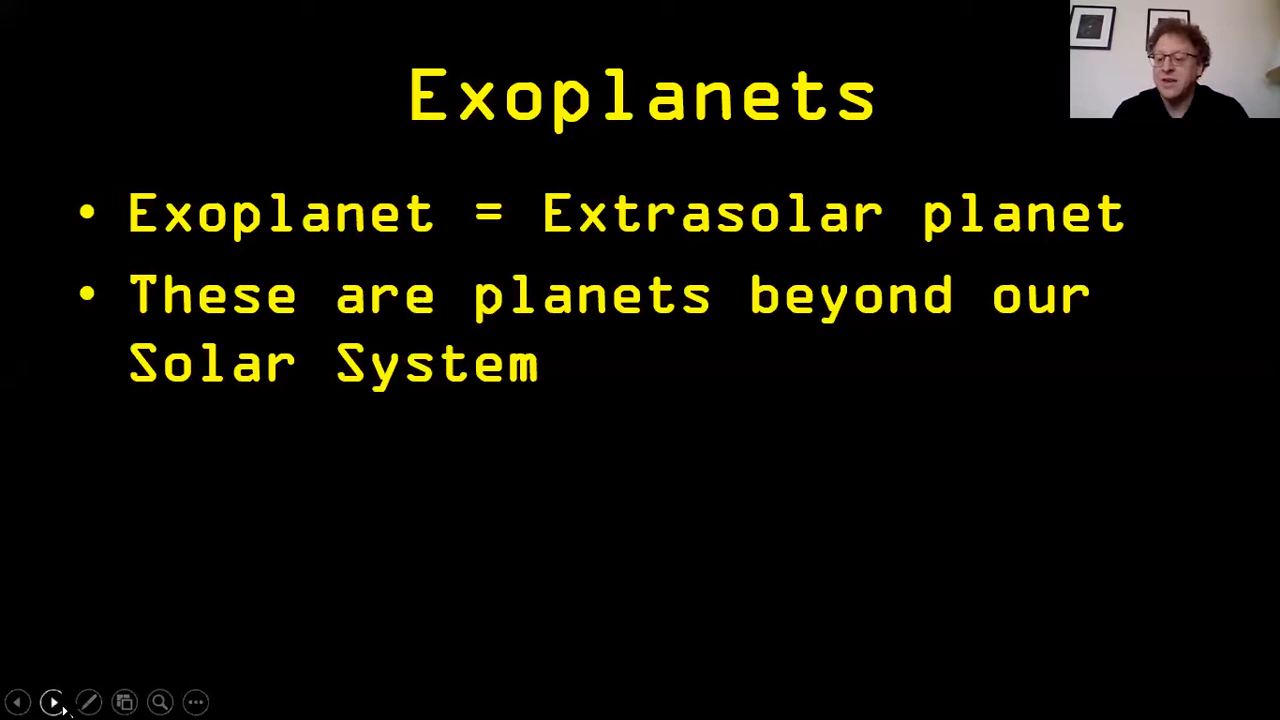 Exoplanets
• Exoplanet = Extrasolar planet
• These are planets beyond our
Solar System